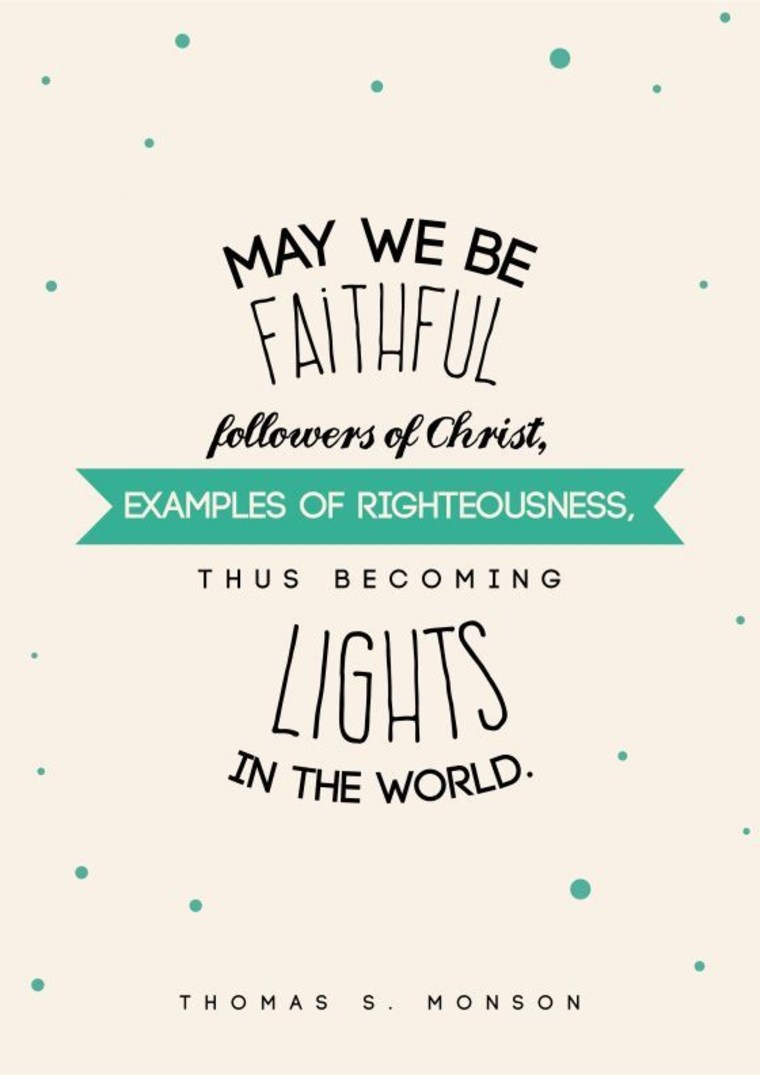 MAY WE BE
FAiTHFUL
followers of Christ,
EXAMPLES OF RIGHTEOUSNESS,
THUS BECOMING
LIGHTS
IN THE WORLD.
THOMAS S. MONSON